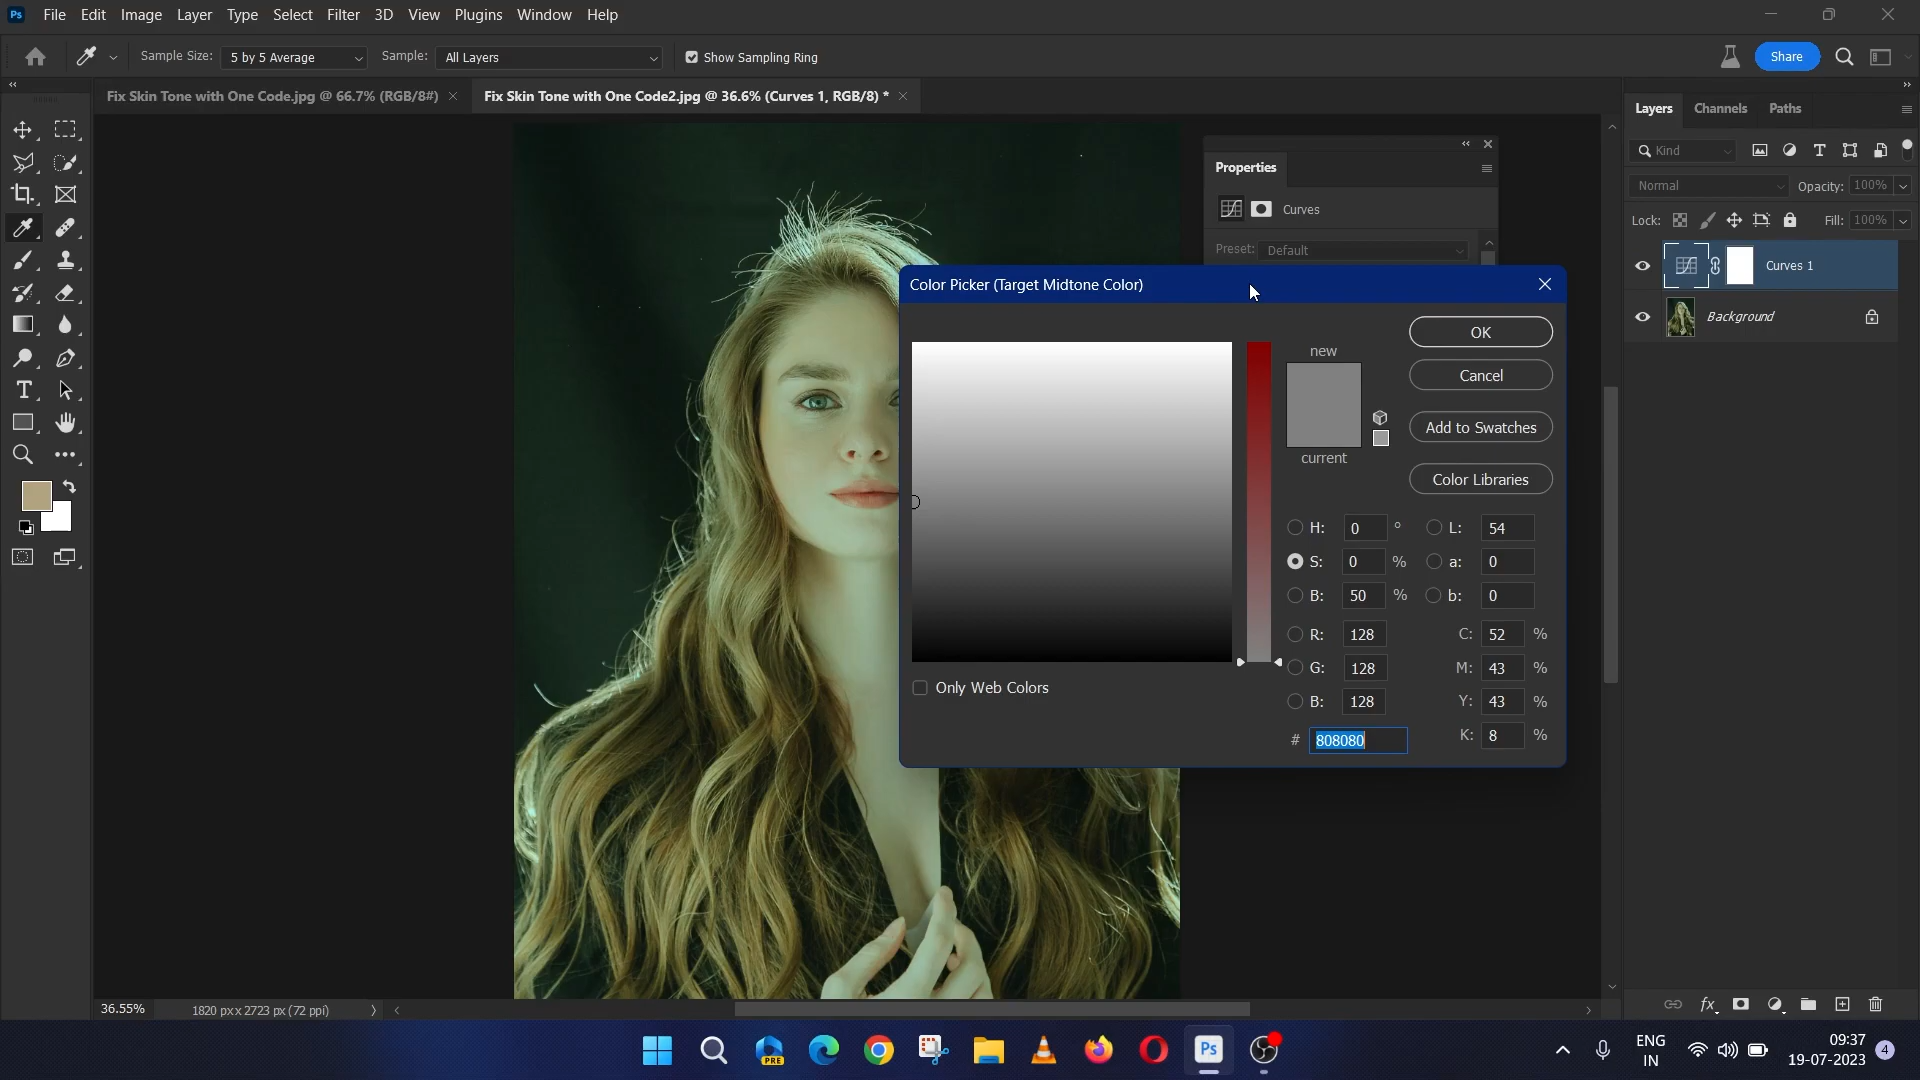 Ps File Edit Image Layer Type Select Filter 3D View Plugins Window Help
Sample Size: 5 by 5 Average Sample: All Layers Show Sampling Ring Share
Fix Skin Tone with One Code.jpg @ 66.7% (RGB/8#) Fix Skin Tone with One Code2.jpg @ 36.6% (Curves 1, RGB/8) *
Layers Channels Paths
Kind
Normal Opacity: 100%
Lock: Fill: 100%
Curves 1
Background
Properties
Curves
Preset: Default
Color Picker (Target Midtone Color)
new
current
OK
Cancel
Add to Swatches
Color Libraries
H: 0 ° L: 54
S: 0 % a: 0
B: 50 % b: 0
R: 128 C: 52 %
G: 128 M: 43 %
B: 128 Y: 43 %
# 808080 K: 8 %
Only Web Colors
T
fx
36.55% 1820 px x 2723 px (72 ppi)
PRE
Ps
ENG
IN
09:37
19-07-2023
4